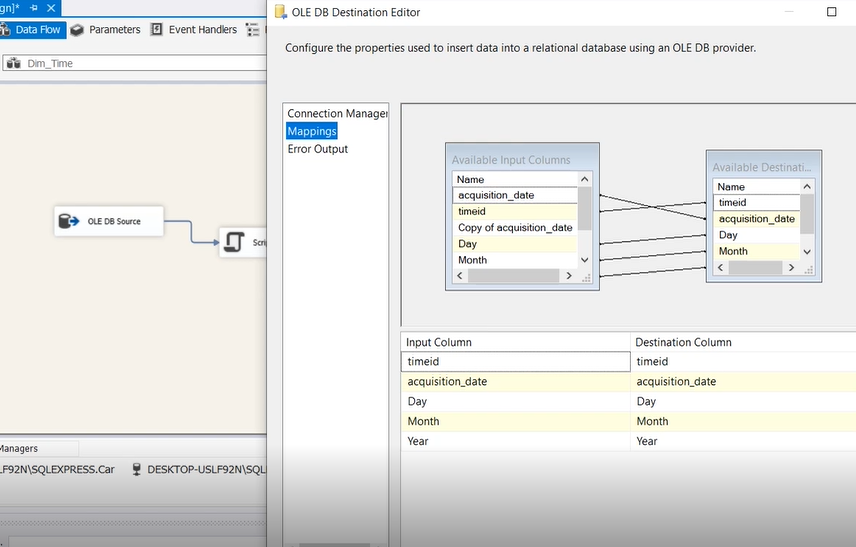 gn]*
OLE DB Destination Editor
Data Flow
Parameters
Event Handlers
Dim_Time
Configure the properties used to insert data into a relational database using an OLE DB provider.
Connection Manager
Mappings
Error Output
Available Input Columns
Name
acquisition_date
timeid
Copy of acquisition_date
Day
Month
Available Destinati...
Name
timeid
acquisition_date
Day
Month
OLE DB Source
Scri
Input Column Destination Column
timeid timeid
acquisition_date acquisition_date
Day Day
Month Month
Year Year
Managers
LF92N\SQLEXPRESS.Car
DESKTOP-USLF92N\SQL